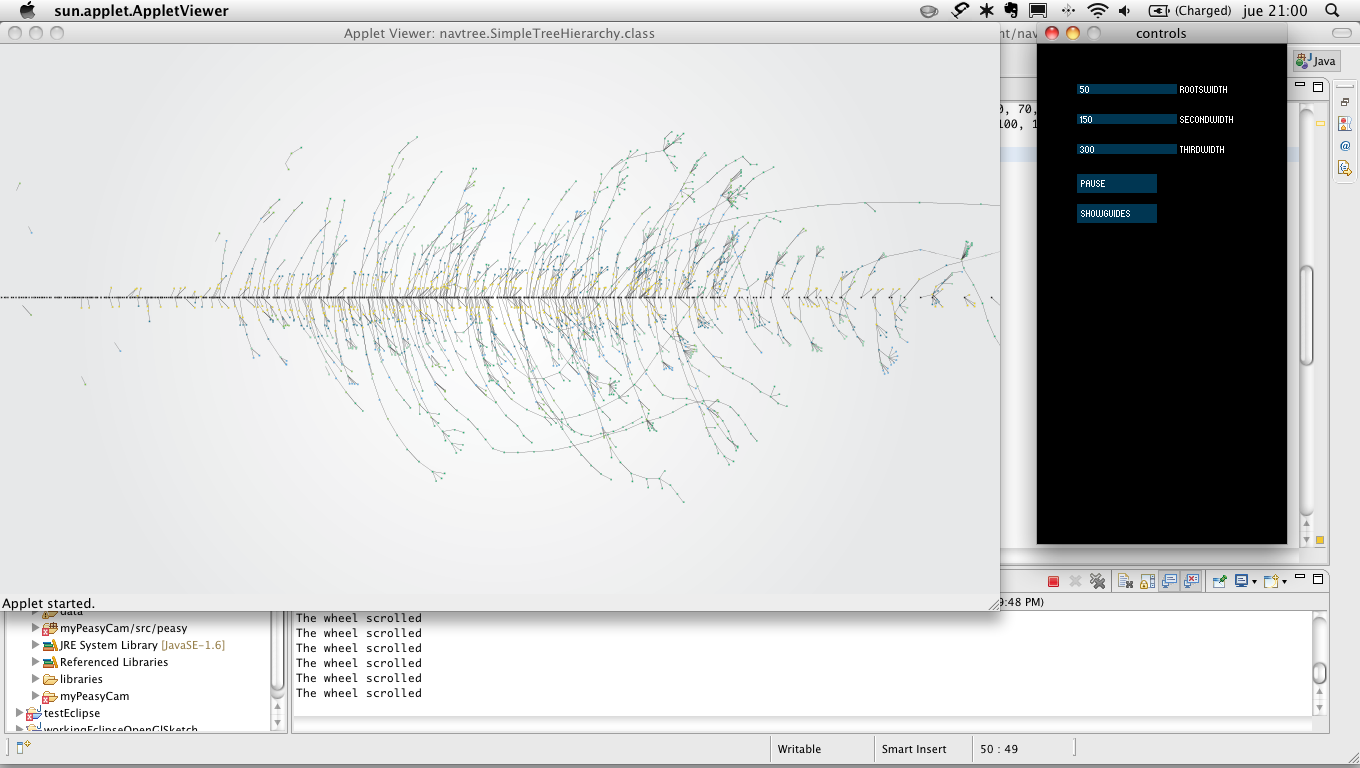 sun.applet.AppletViewer
(Charged) jue 21:00
Applet Viewer: navtree.SimpleTreeHierarchy.class
nt/nav
controls
Java
0, 70,
100, 1
50 ROOTSWIDTH
150 SECONDWIDTH
300 THIRDWIDTH
PAUSE
SHOWGUIDES
Applet started.
9:48 PM)
data
myPeasyCam/src/peasy
JRE System Library [JavaSE-1.6]
Referenced Libraries
libraries
myPeasyCam
testEclipse
workingEclipseOpenGlSketch
The wheel scrolled
The wheel scrolled
The wheel scrolled
The wheel scrolled
The wheel scrolled
The wheel scrolled
Writable
Smart Insert
50 : 49